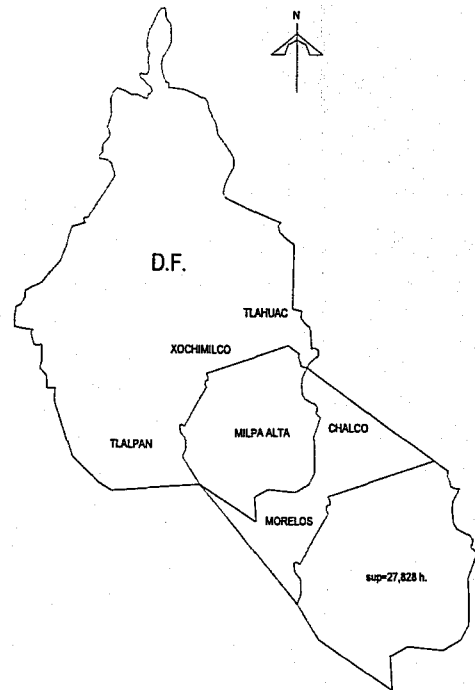 N
D.F.
TLAHUAC
XOCHIMILCO
TLALPAN
MILPA ALTA
CHALCO
MORELOS
sup=27,828 h.